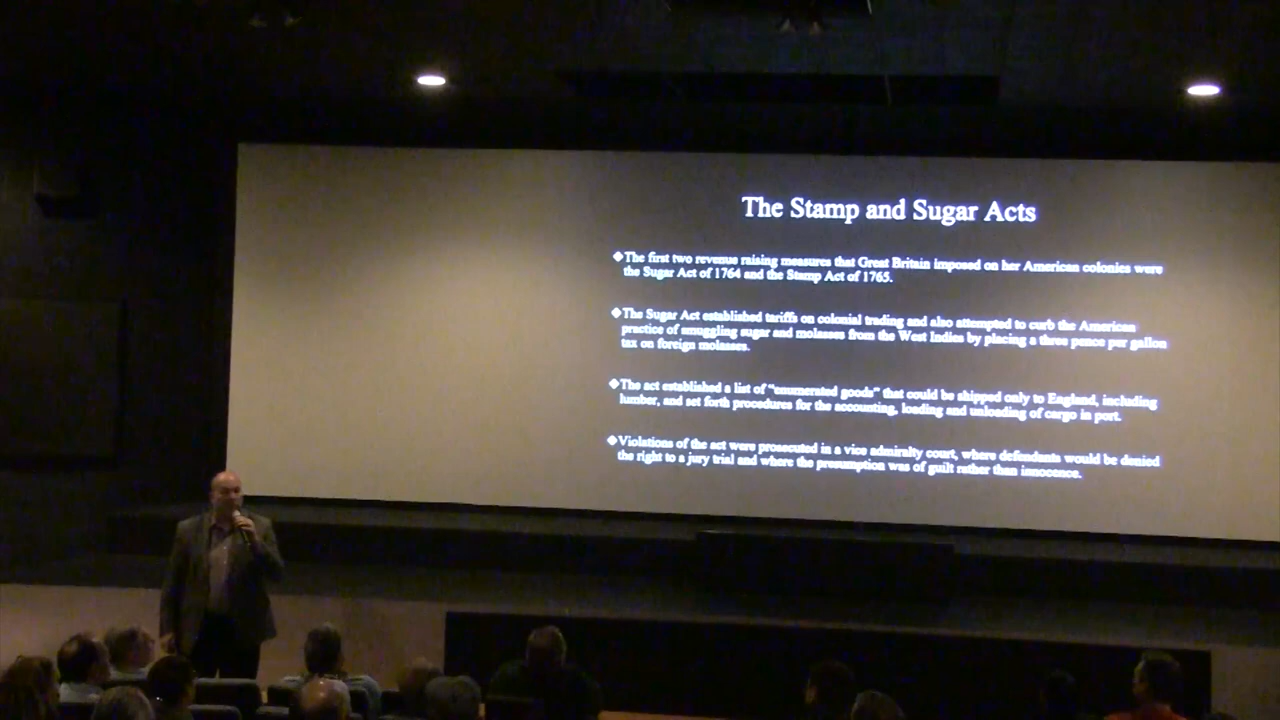 The Stamp and Sugar Acts
❖The first two revenue raising measures that Great Britain imposed on her American colonies were
the Sugar Act of 1764 and the Stamp Act of 1765.
❖The Sugar Act established tariffs on colonial trading and also attempted to curb the American
practice of smuggling sugar and molasses from the West Indies by placing a three pence per gallon
tax on foreign molasses.
❖The act established a list of “enumerated goods” that could be shipped only to England, including
lumber, and set forth procedures for the accounting, loading and unloading of cargo in port.
❖Violations of the act were prosecuted in a vice admiralty court, where defendants would be denied
the right to a jury trial and where the presumption was of guilt rather than innocence.